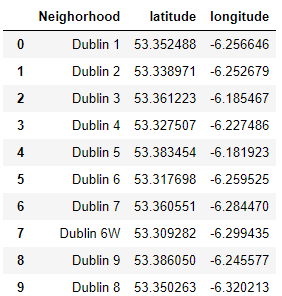 Neighorhood latitude longitude
0 Dublin 1 53.352488 -6.256646
1 Dublin 2 53.338971 -6.252679
2 Dublin 3 53.361223 -6.185467
3 Dublin 4 53.327507 -6.227486
4 Dublin 5 53.383454 -6.181923
5 Dublin 6 53.317698 -6.259525
6 Dublin 7 53.360551 -6.284470
7 Dublin 6W 53.309282 -6.299435
8 Dublin 9 53.386050 -6.245577
9 Dublin 8 53.350263 -6.320213